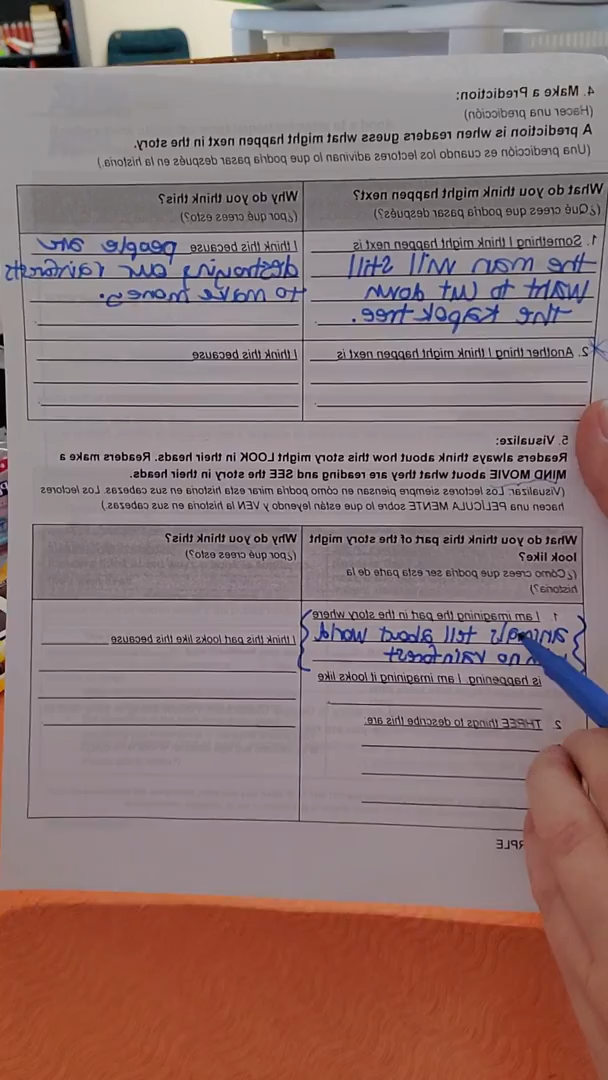 4. Make a Prediction:
(Hacer una predicción)
A prediction is when readers guess what might happen next in the story.
(Una predicción es cuando los lectores adivinan lo que podría pasar después en la historia.)
What do you think might happen next?
(¿Qué crees que podría pasar después?)
Why do you think this?
(¿por qué crees esto?)
1. Something I think might happen next is
the man will still
want to cut down
the kapok tree.
I think this because people are
destroying our rainforests
to make money.
2. Another thing I think might happen next is
I think this because
5. Visualize:
Readers always think about how this story might LOOK in their heads. Readers make a
MIND MOVIE about what they are reading and SEE the story in their heads.
(Visualizar: Los lectores siempre piensan en cómo podría mirar esta historia en sus cabezas. Los lectores
hacen una PELÍCULA MENTE sobre lo que están leyendo y VEN la historia en sus cabezas.)
What do you think this part of the story might
look like?
(¿Cómo crees que podría ser esta parte de la
historia?)
Why do you think this?
(¿por qué crees esto?)
1. I am imagining the part in the story where
animals tell about world
no rainforest
is happening. I am imagining it looks like
2. THREE things to describe this are:
I think this part looks like this because